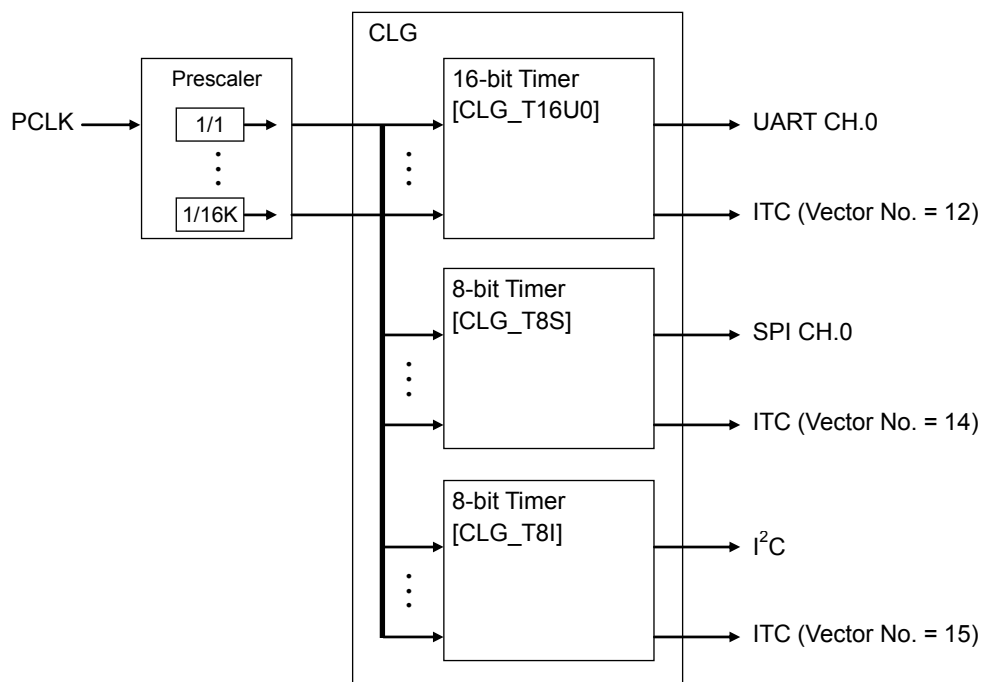 CLG
Prescaler
PCLK
1/1
1/16K
16-bit Timer
[CLG_T16U0]
UART CH.0
ITC (Vector No. = 12)
8-bit Timer
[CLG_T8S]
SPI CH.0
ITC (Vector No. = 14)
8-bit Timer
[CLG_T8I]
I²C
ITC (Vector No. = 15)